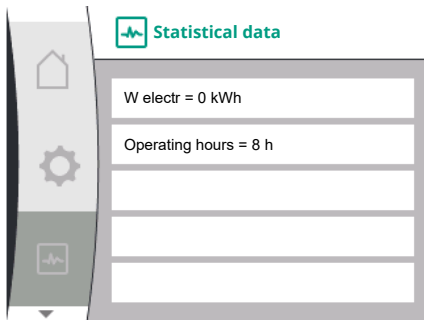 Statistical data
W electr = 0 kWh
Operating hours = 8 h